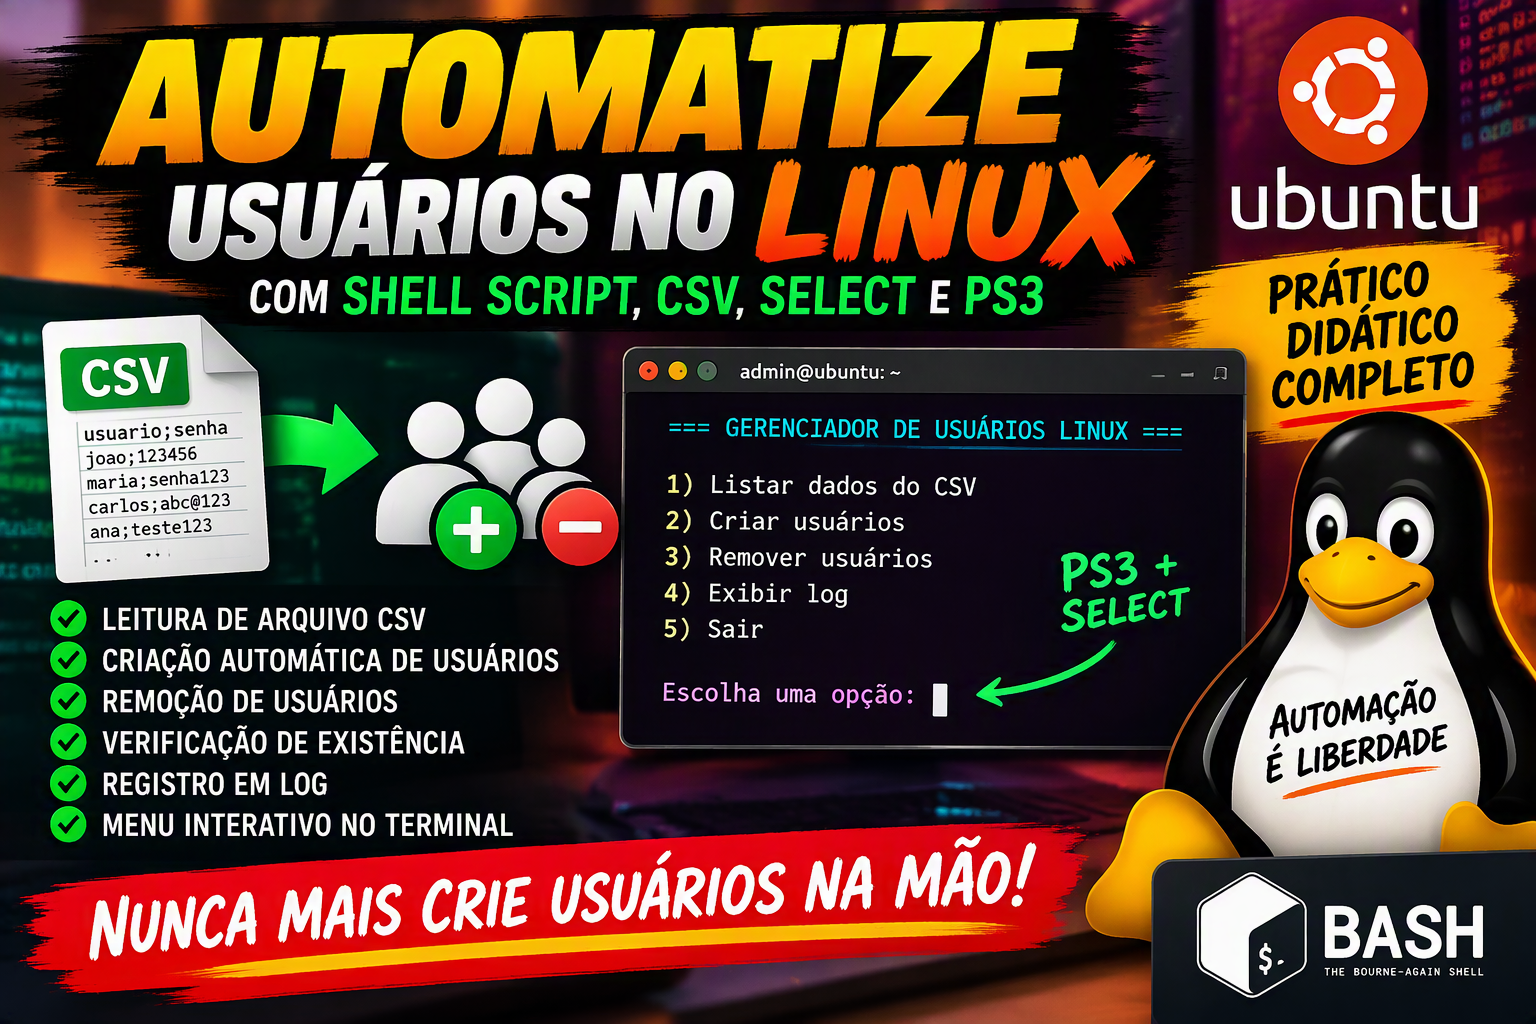 AUTOMATIZE
USUÁRIOS NO LINUX
COM SHELL SCRIPT, CSV, SELECT E PS3
ubuntu
PRÁTICO
DIDÁTICO
COMPLETO
CSV
usuario;senha
joao;123456
maria;senha123
carlos;abc@123
ana;teste123
admin@ubuntu: ~
=== GERENCIADOR DE USUÁRIOS LINUX ===
1) Listar dados do CSV
2) Criar usuários
3) Remover usuários
4) Exibir log
5) Sair
Escolha uma opção:
PS3 +
SELECT
LEITURA DE ARQUIVO CSV
CRIAÇÃO AUTOMÁTICA DE USUÁRIOS
REMOÇÃO DE USUÁRIOS
VERIFICAÇÃO DE EXISTÊNCIA
REGISTRO EM LOG
MENU INTERATIVO NO TERMINAL
AUTOMAÇÃO
É LIBERDADE
NUNCA MAIS CRIE USUÁRIOS NA MÃO!
$-
BASH
THE BOURNE-AGAIN SHELL